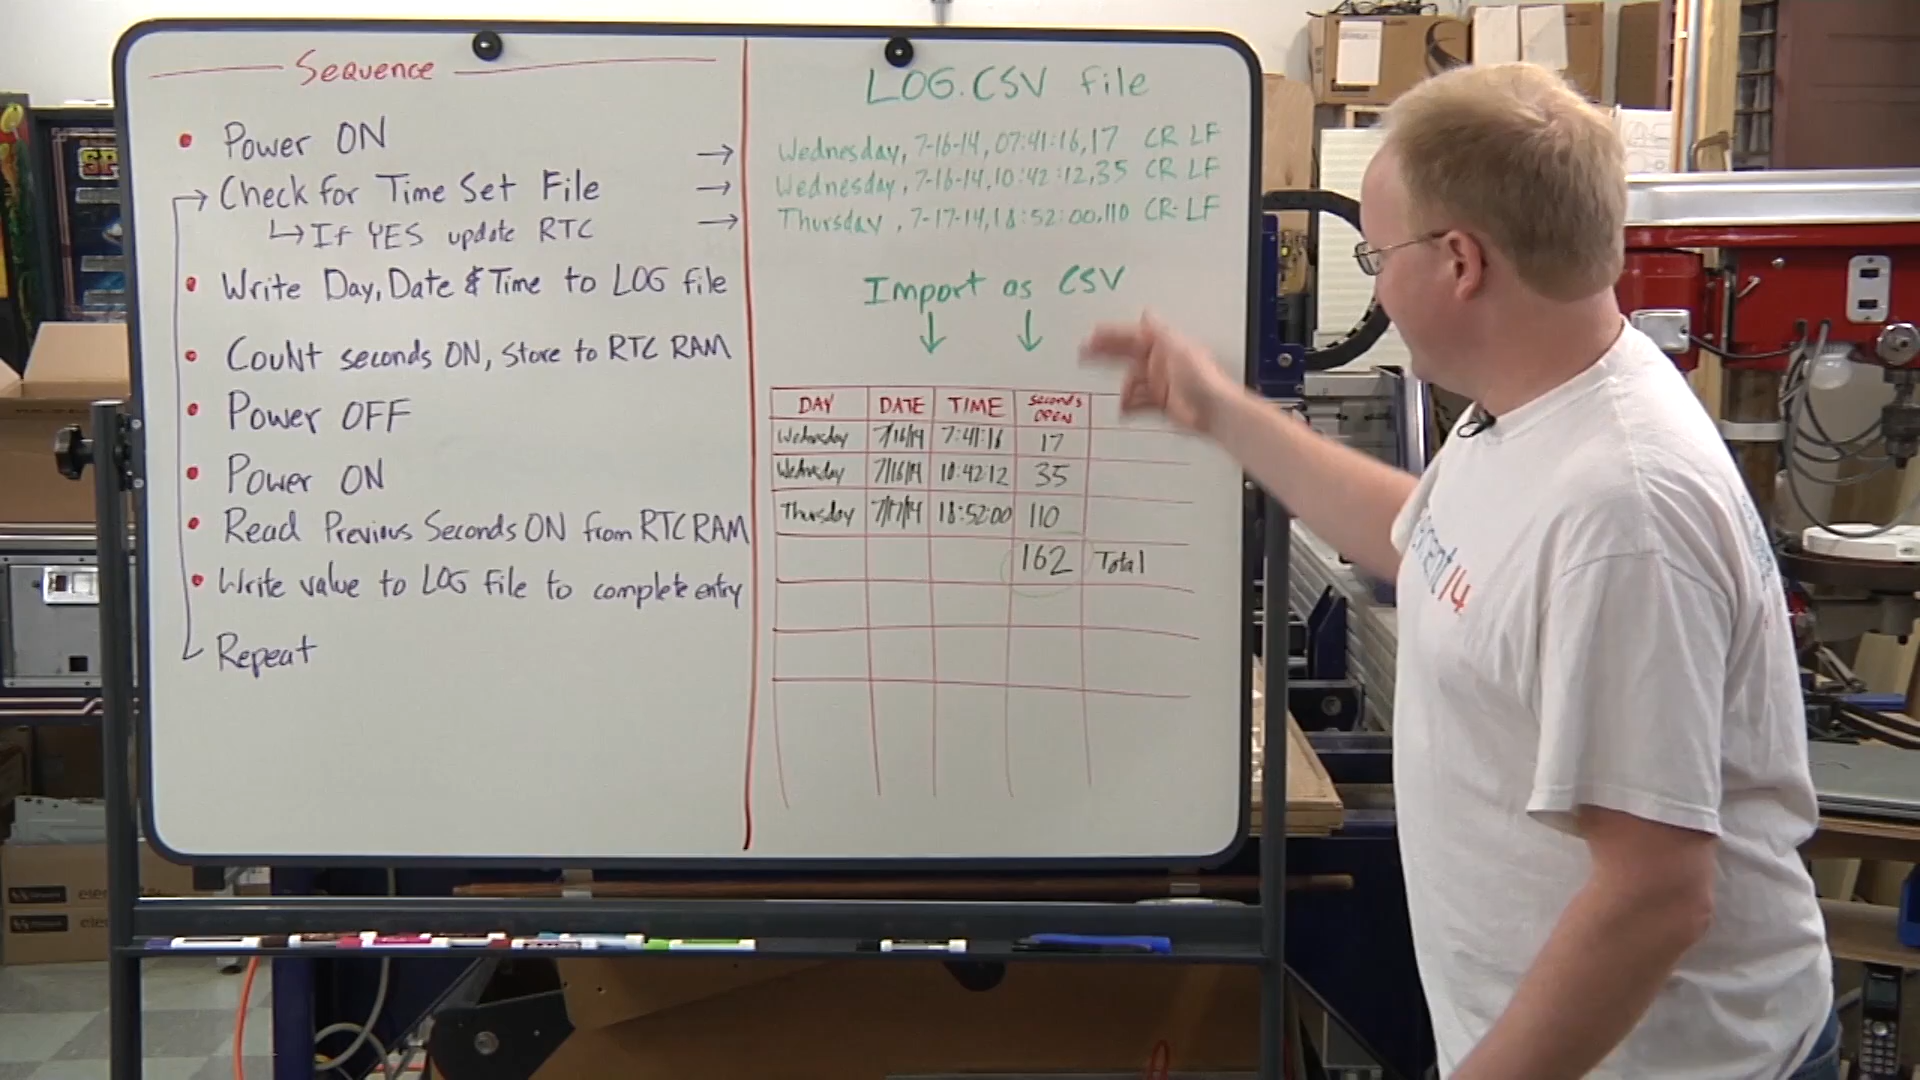 Sequence
Power ON
Check for Time Set File
If YES update RTC
Write Day, Date & Time to LOG file
Count seconds ON, Store to RTC RAM
Power OFF
Power ON
Read Previous Seconds ON from RTC RAM
Write value to LOG file to complete entry
Repeat
LOG.CSV file
Wednesday, 7-16-14, 07:41:16, 17 CR LF
Wednesday, 7-16-14, 10:42:12, 35 CR LF
Thursday, 7-17-14, 18:52:00, 110 CR LF
Import as CSV
DAY DATE TIME Seconds OPEN
Wednesday 7/16/14 7:41:16 17
Wednesday 7/16/14 10:42:12 35
Thursday 7/17/14 18:52:00 110
162 Total
14